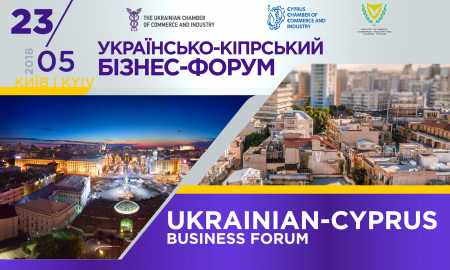 23/05
2018
КИЇВ | KYIV
THE UKRAINIAN CHAMBER
OF COMMERCE AND INDUSTRY
CYPRUS
CHAMBER OF
COMMERCE AND
INDUSTRY
УКРАЇНСЬКО-КІПРСЬКИЙ
БІЗНЕС-ФОРУМ
UKRAINIAN-CYPRUS
BUSINESS FORUM